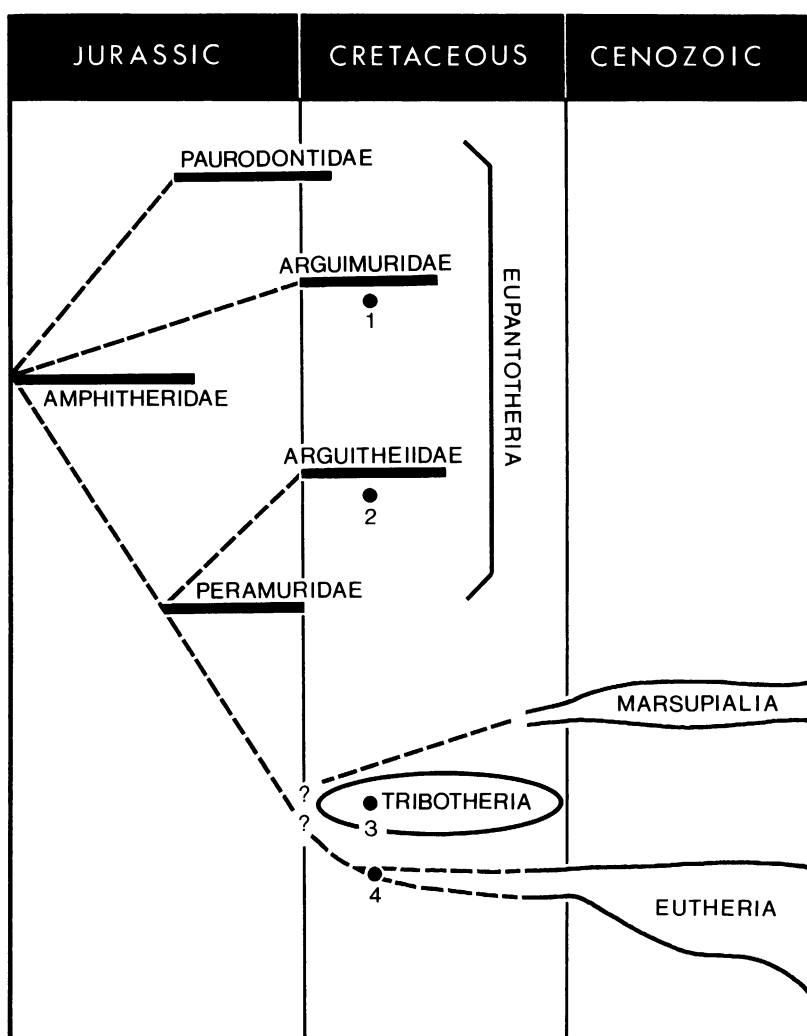 JURASSIC CRETACEOUS CENOZOIC
PAURODONTIDAE
ARGUIMURIDAE
1
EUPANTOTHERIA
AMPHITHERIDAE
ARGUITHEIIDAE
2
PERAMURIDAE
MARSUPIALIA
?
TRIBOTHERIA
3
?
4
EUTHERIA